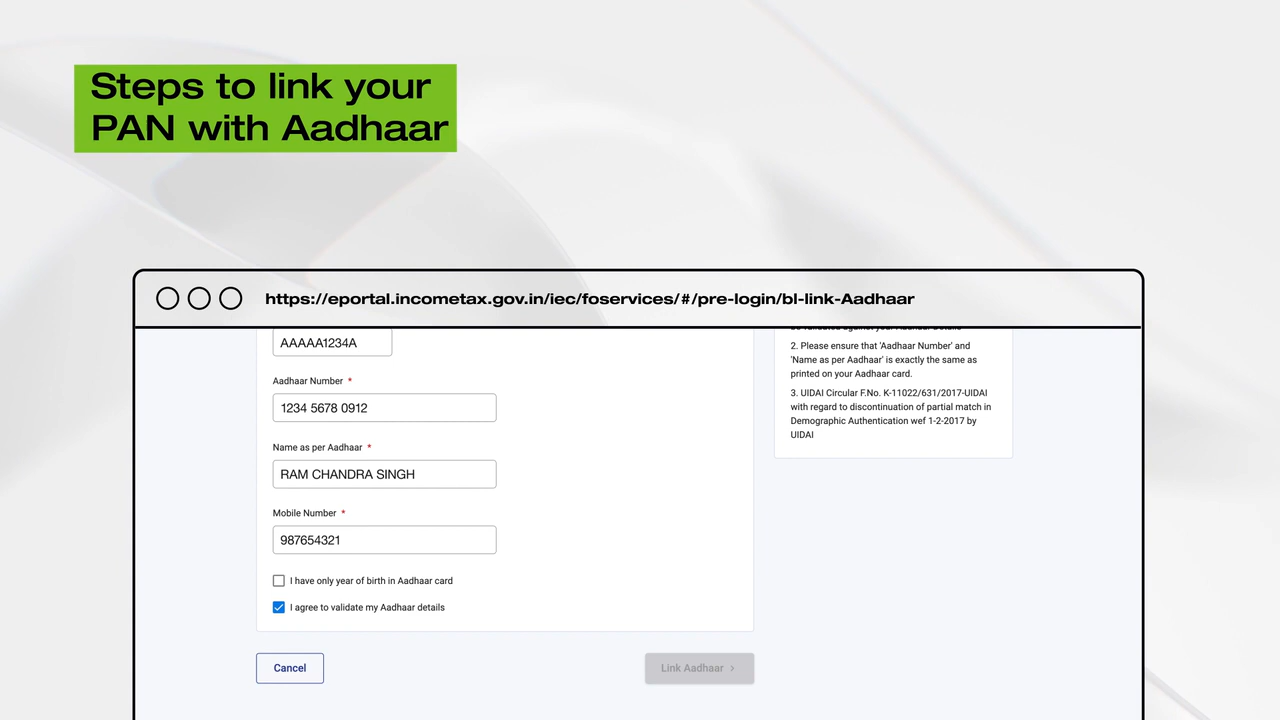 Steps to link your
PAN with Aadhaar
https://eportal.incometax.gov.in/iec/foservices/#/pre-login/bl-link-Aadhaar
AAAAA1234A
Aadhaar Number *
1234 5678 0912
Name as per Aadhaar *
RAM CHANDRA SINGH
Mobile Number *
987654321
I have only year of birth in Aadhaar card
I agree to validate my Aadhaar details
Cancel
Link Aadhaar >
2. Please ensure that 'Aadhaar Number' and
'Name as per Aadhaar' is exactly the same as
printed on your Aadhaar card.
3. UIDAI Circular F.No. K-11022/631/2017-UIDAI
with regard to discontinuation of partial match in
Demographic Authentication wef 1-2-2017 by
UIDAI